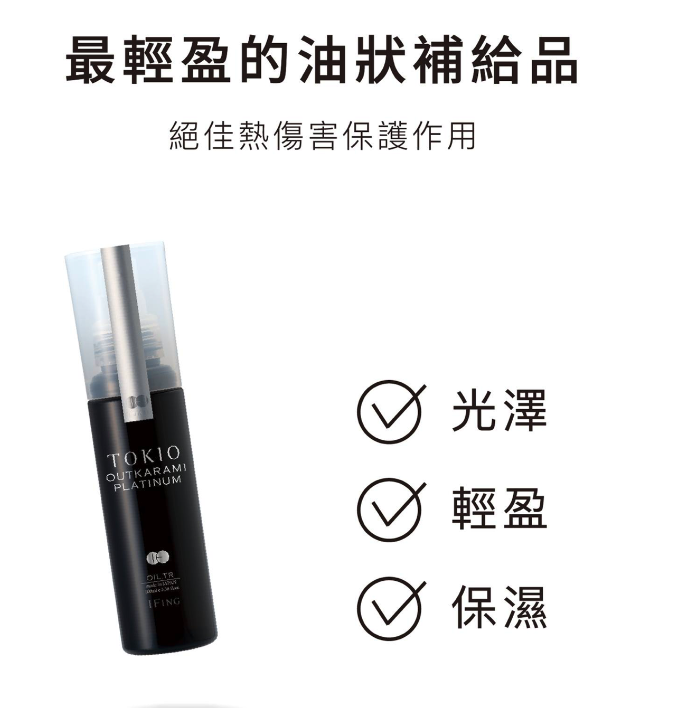 最輕盈的油狀補給品
絕佳熱傷害保護作用
TOKIO
OUTKARAMI
PLATINUM
OIL TR
IFING
光澤
輕盈
保濕